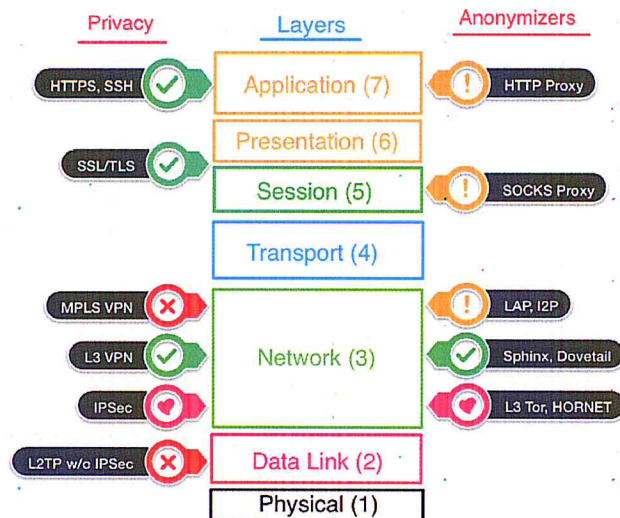 Privacy Layers Anonymizers
HTTPS, SSH Application (7) HTTP Proxy
Presentation (6)
SSL/TLS
Session (5) SOCKS Proxy
Transport (4)
MPLS VPN LAP, I2P
L3 VPN Network (3) Sphinx, Dovetail
IPSec L3 Tor, HORNET
L2TP w/o IPSec Data Link (2)
Physical (1)